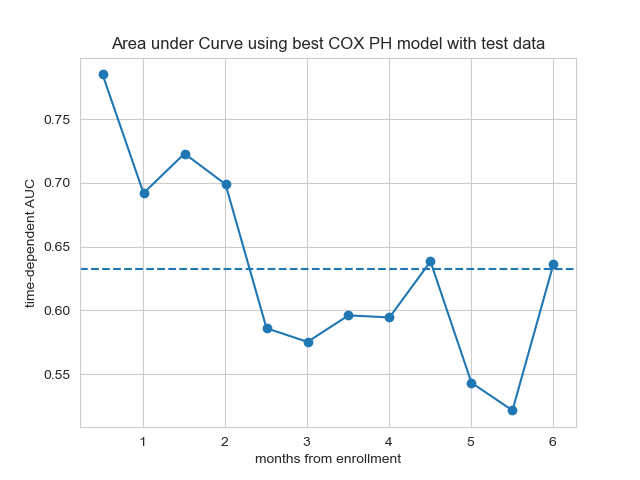 Area under Curve using best COX PH model with test data
time-dependent AUC
0.75
0.70
0.65
0.60
0.55
1 2 3 4 5 6
months from enrollment